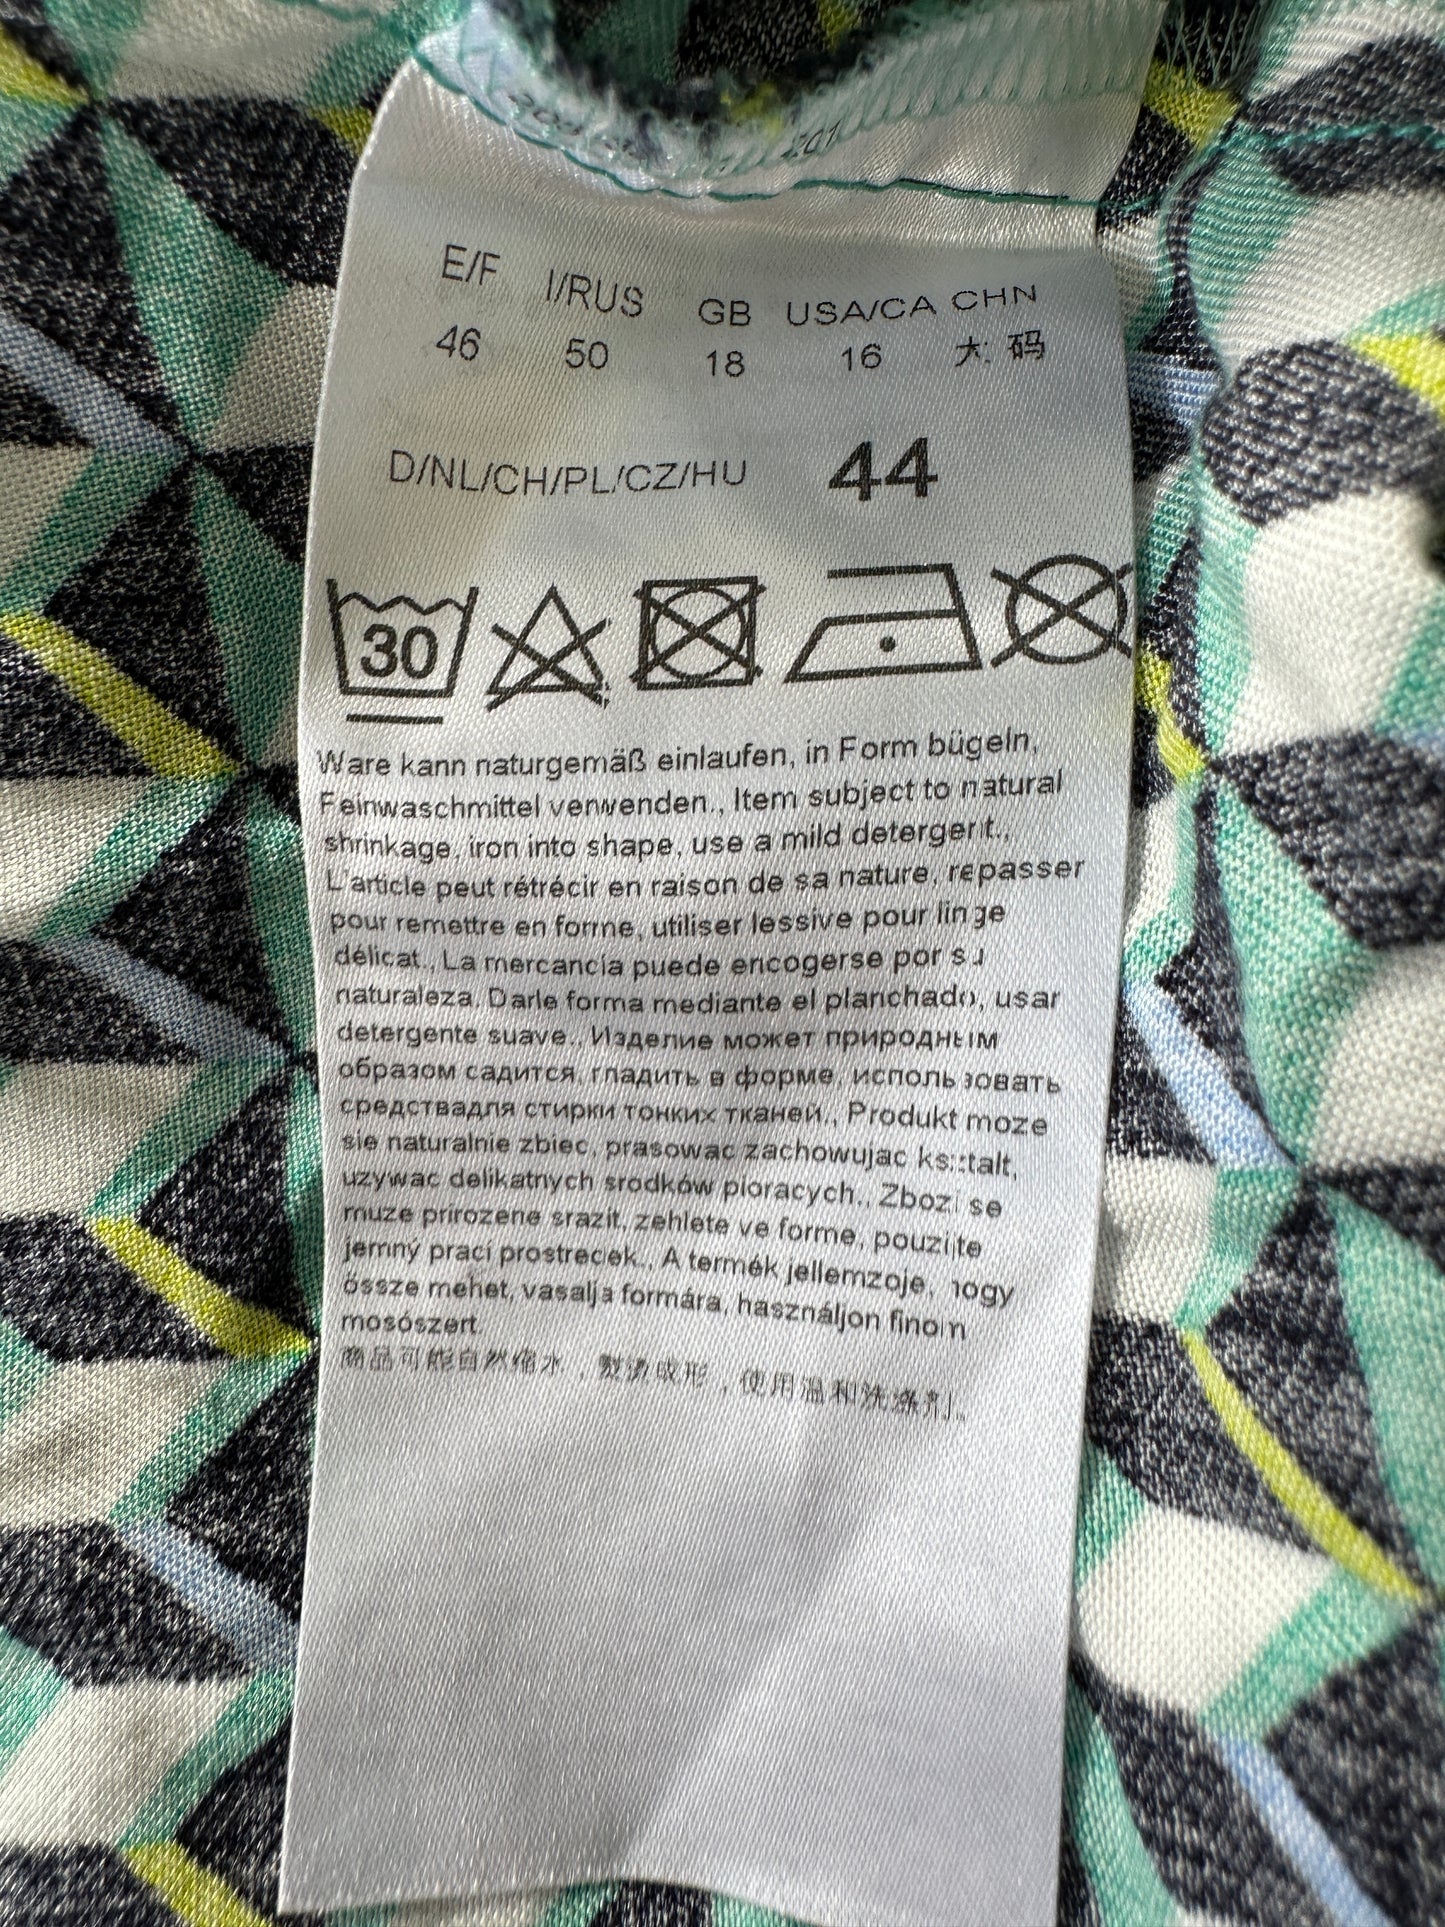 E/F I/RUS GB USA/CA CHN
46 50 18 16 大 码
D/NL/CH/PL/CZ/HU 44
30
Ware kann naturgemäß einlaufen, in Form bügeln,
Feinwaschmittel verwenden., Item subject to natural
shrinkage, iron into shape, use a mild detergent.,
L'article peut rétrécir en raison de sa nature, repasser
pour remettre en forme, utiliser lessive pour linge
délicat., La mercancía puede encogerse por su
naturaleza. Darle forma mediante el planchado, usar
detergente suave., Изделие может природным
образом садится, гладить в форме, использовать
средствадля стирки тонких тканей., Produkt moze
sie naturalnie zbiec, prasowac zachowujac ksztalt,
uzywac delikatnych srodków pioracych., Zbozi se
muze prirozene srazit, zehlete ve forme, pouzijte
jemný prací prostredek., A termék jellemzoje, hogy
össze mehet, vasalja formára, használjon finom
mosószert.
商品可能自然缩水，熨烫成形，使用温和洗涤剂。